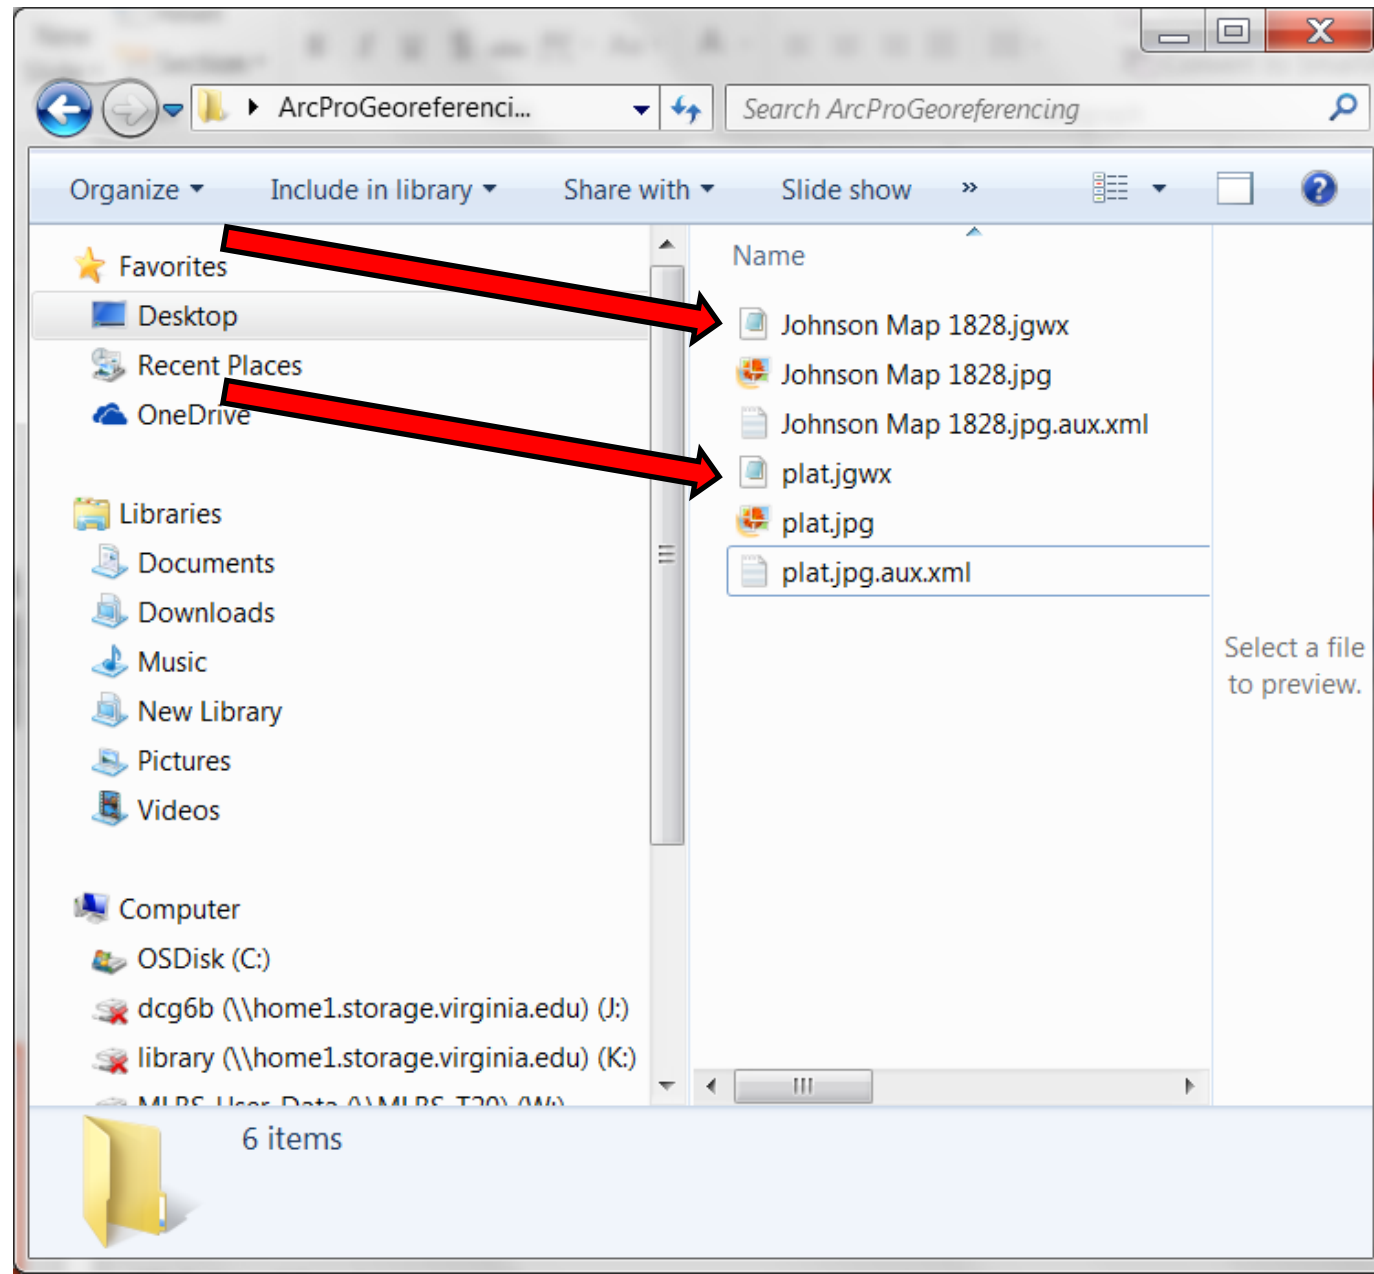 ArcProGeoreferenci...
Search ArcProGeoreferencing
Organize
Include in library
Share with
Slide show
»
Favorites
Desktop
Recent Places
OneDrive
Libraries
Documents
Downloads
Music
New Library
Pictures
Videos
Computer
OSDisk (C:)
dcg6b (\\home1.storage.virginia.edu) (J:)
library (\\home1.storage.virginia.edu) (K:)
MLBS_User_Data (\\MLBS-T20) (W:)
Name
Johnson Map 1828.jgwx
Johnson Map 1828.jpg
Johnson Map 1828.jpg.aux.xml
plat.jgwx
plat.jpg
plat.jpg.aux.xml
Select a file
to preview.
6 items